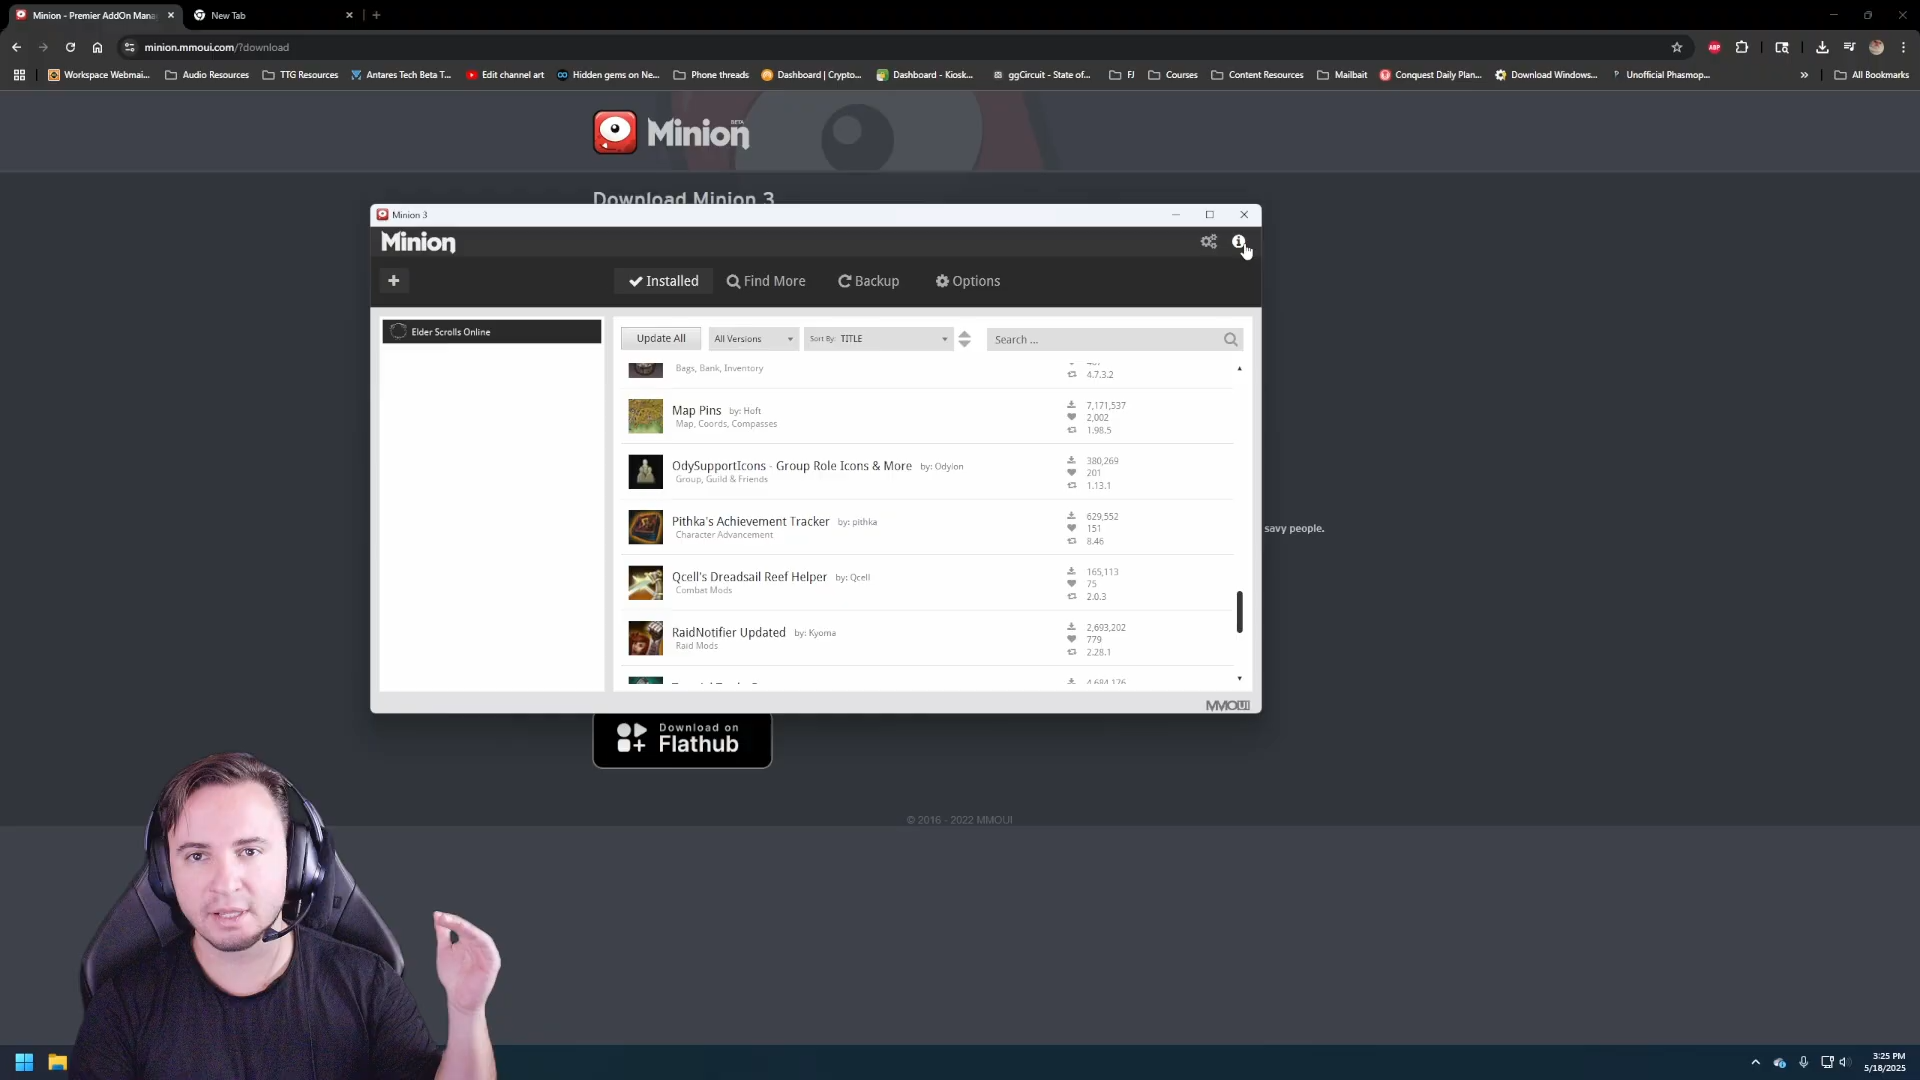 Minion - Premier AddOn Mana
New Tab
minion.mmoui.com/?download
Workspace Webmai...
Audio Resources
TTG Resources
Antares Tech Beta T...
Edit channel art
Hidden gems on Ne...
Phone threads
Dashboard | Crypto...
Dashboard - Kiosk...
ggCircuit - State of...
FJ
Courses
Content Resources
Mailbait
Conquest Daily Plan...
Download Windows...
Unofficial Phasmop...
»
All Bookmarks
ABP
BETA
Minion
Download Minion 3
Minion 3
Minion
Installed
Find More
Backup
Options
Elder Scrolls Online
Update All
All Versions
Sort By: TITLE
Search ...
Bags, Bank, Inventory
4.7.3.2
Map Pins by: Hoft
Map, Coords, Compasses
7,171,537
2,002
1.98.5
OdySupportIcons - Group Role Icons & More by: Odylon
Group, Guild & Friends
380,269
201
1.13.1
Pithka's Achievement Tracker by: pithka
Character Advancement
629,552
151
8.46
savy people.
Qcell's Dreadsail Reef Helper by: Qcell
Combat Mods
165,113
75
2.0.3
RaidNotifier Updated by: Kyoma
Raid Mods
2,693,202
779
2.28.1
4,684,176
MMOUI
Download on
Flathub
© 2016 - 2022 MMOUI
3:25 PM
5/18/2025